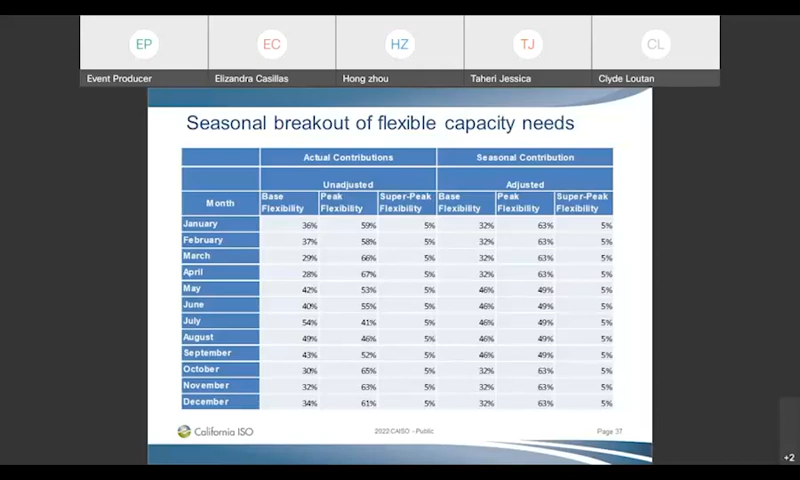 EP EC HZ TJ CL
Event Producer Elizandra Casillas Hong zhou Taheri Jessica Clyde Loutan
Seasonal breakout of flexible capacity needs
Actual Contributions Seasonal Contribution
Unadjusted Adjusted
Month Base Flexibility Peak Flexibility Super-Peak Flexibility Base Flexibility Peak Flexibility Super-Peak Flexibility
January 36% 59% 5% 32% 63% 5%
February 37% 58% 5% 32% 63% 5%
March 29% 66% 5% 32% 63% 5%
April 28% 67% 5% 32% 63% 5%
May 42% 53% 5% 46% 49% 5%
June 40% 55% 5% 46% 49% 5%
July 54% 41% 5% 46% 49% 5%
August 49% 46% 5% 46% 49% 5%
September 43% 52% 5% 46% 49% 5%
October 30% 65% 5% 32% 63% 5%
November 32% 63% 5% 32% 63% 5%
December 34% 61% 5% 32% 63% 5%
California ISO 2022 CAISO - Public Page 37
+2